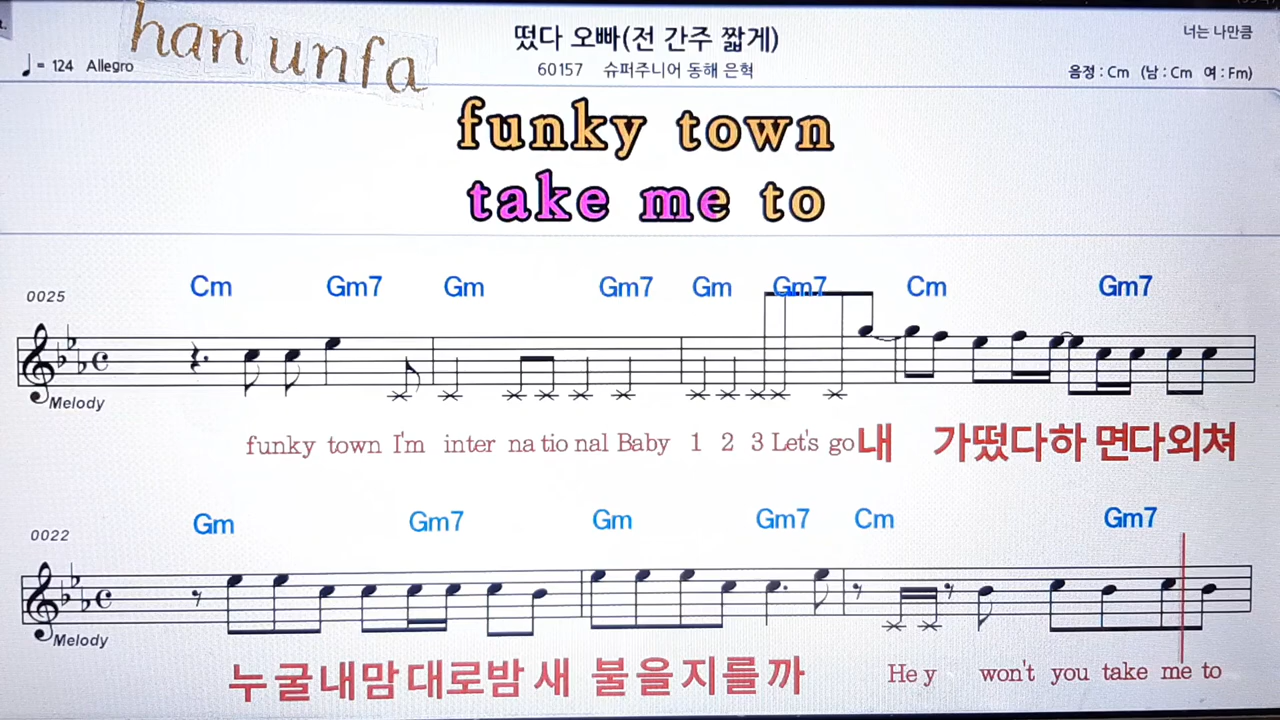 han unfa
떴다 오빠(전 간주 짧게)
너는 나만큼
♩ = 124 Allegro
60157 슈퍼주니어 동해 은혁
음정 : Cm (남 : Cm 여 : Fm)
funky town
take me to
0025
Cm Gm7 Gm Gm7 Gm Gm7 Cm Gm7
Melody
funky town I'm inter na tio nal Baby 1 2 3 Let's go내 가떴다하 면다외쳐
0022
Gm Gm7 Gm Gm7 Cm Gm7
Melody
누 굴 내맘 대로밤 새 불 을 지 를 까 He y won't you take me to